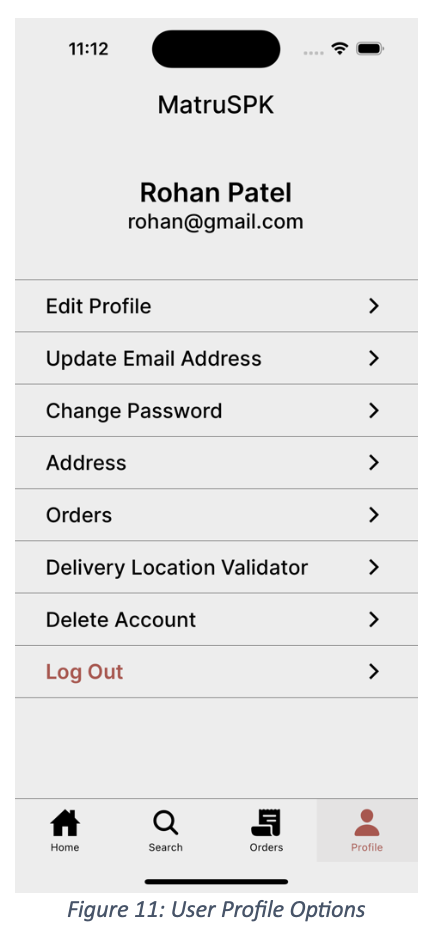 11:12
MatruSPK
Rohan Patel
rohan@gmail.com
Edit Profile
Update Email Address
Change Password
Address
Orders
Delivery Location Validator
Delete Account
Log Out
Home Search Orders Profile
Figure 11: User Profile Options